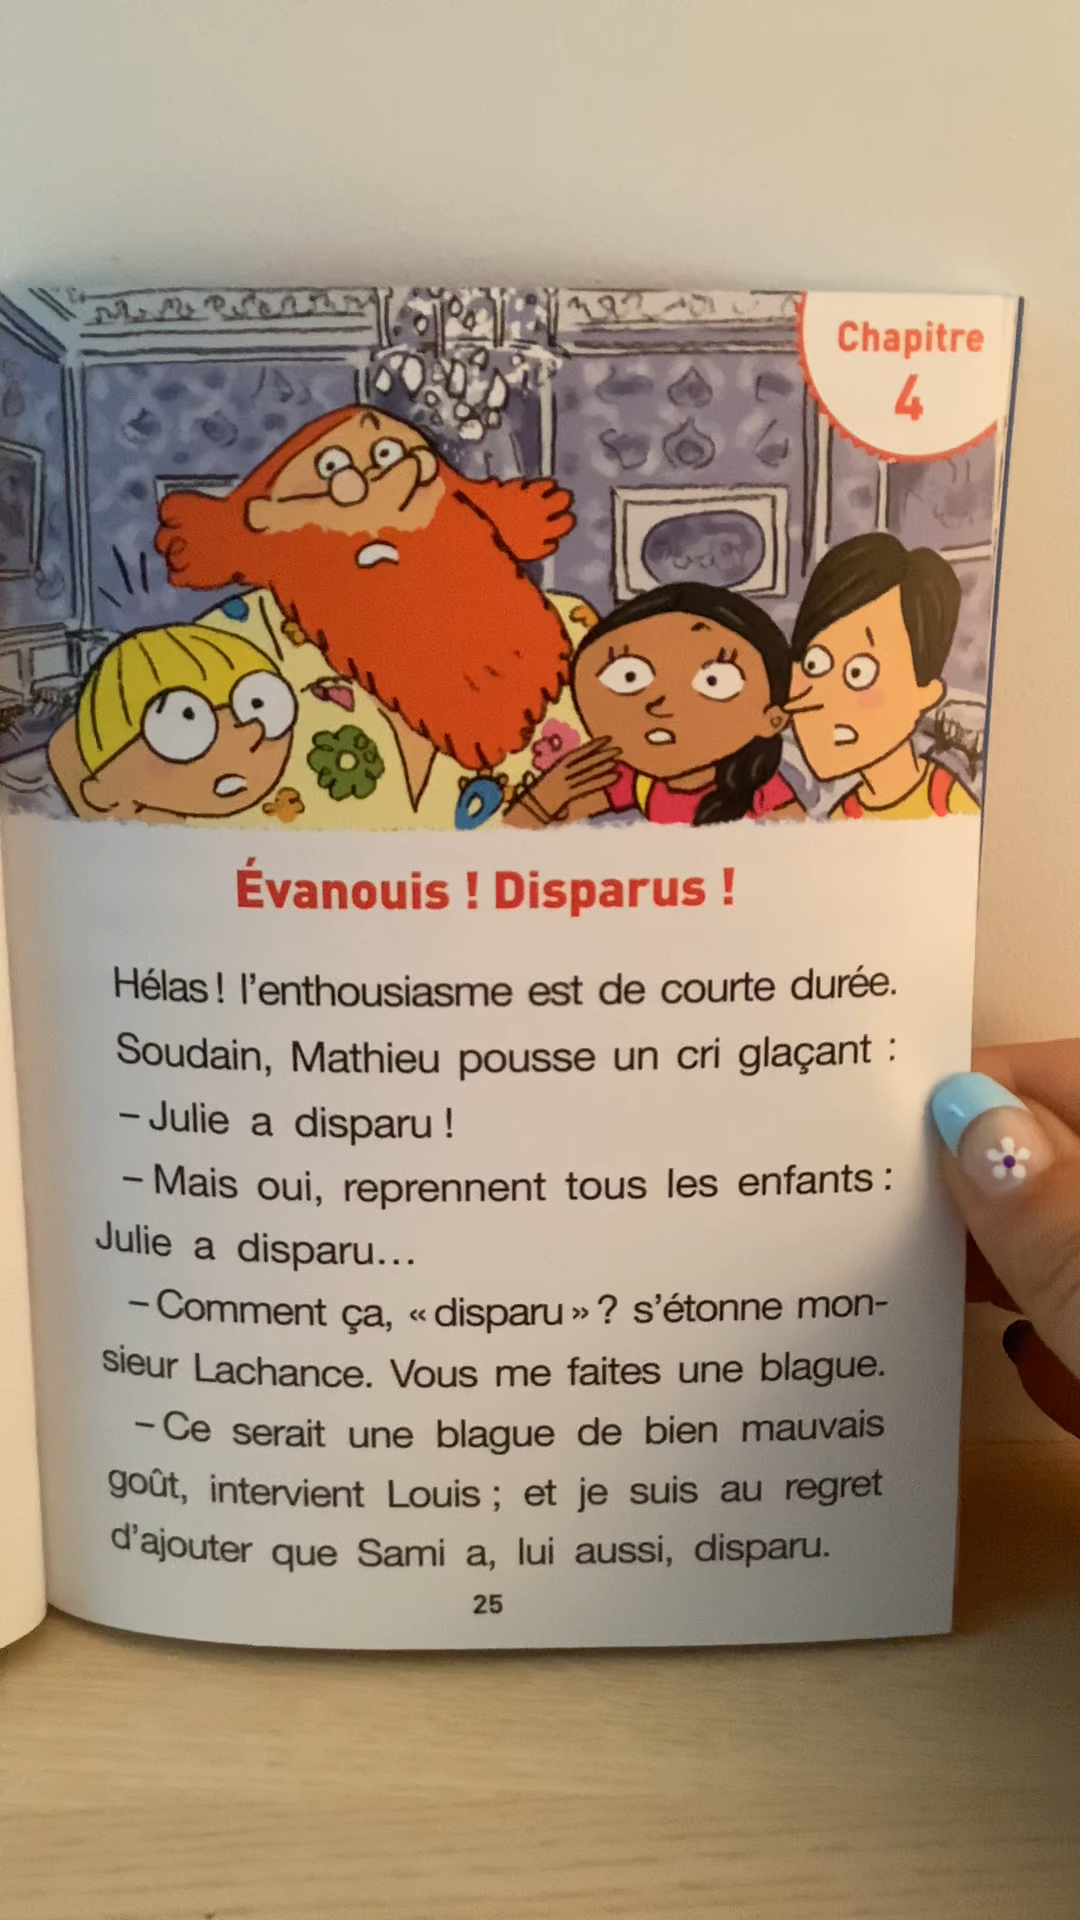 Chapitre
4
Évanouis ! Disparus !
Hélas ! l'enthousiasme est de courte durée.
Soudain, Mathieu pousse un cri glaçant :
– Julie a disparu !
– Mais oui, reprennent tous les enfants :
Julie a disparu...
– Comment ça, « disparu » ? s'étonne mon-
sieur Lachance. Vous me faites une blague.
– Ce serait une blague de bien mauvais
goût, intervient Louis ; et je suis au regret
d'ajouter que Sami a, lui aussi, disparu.
25